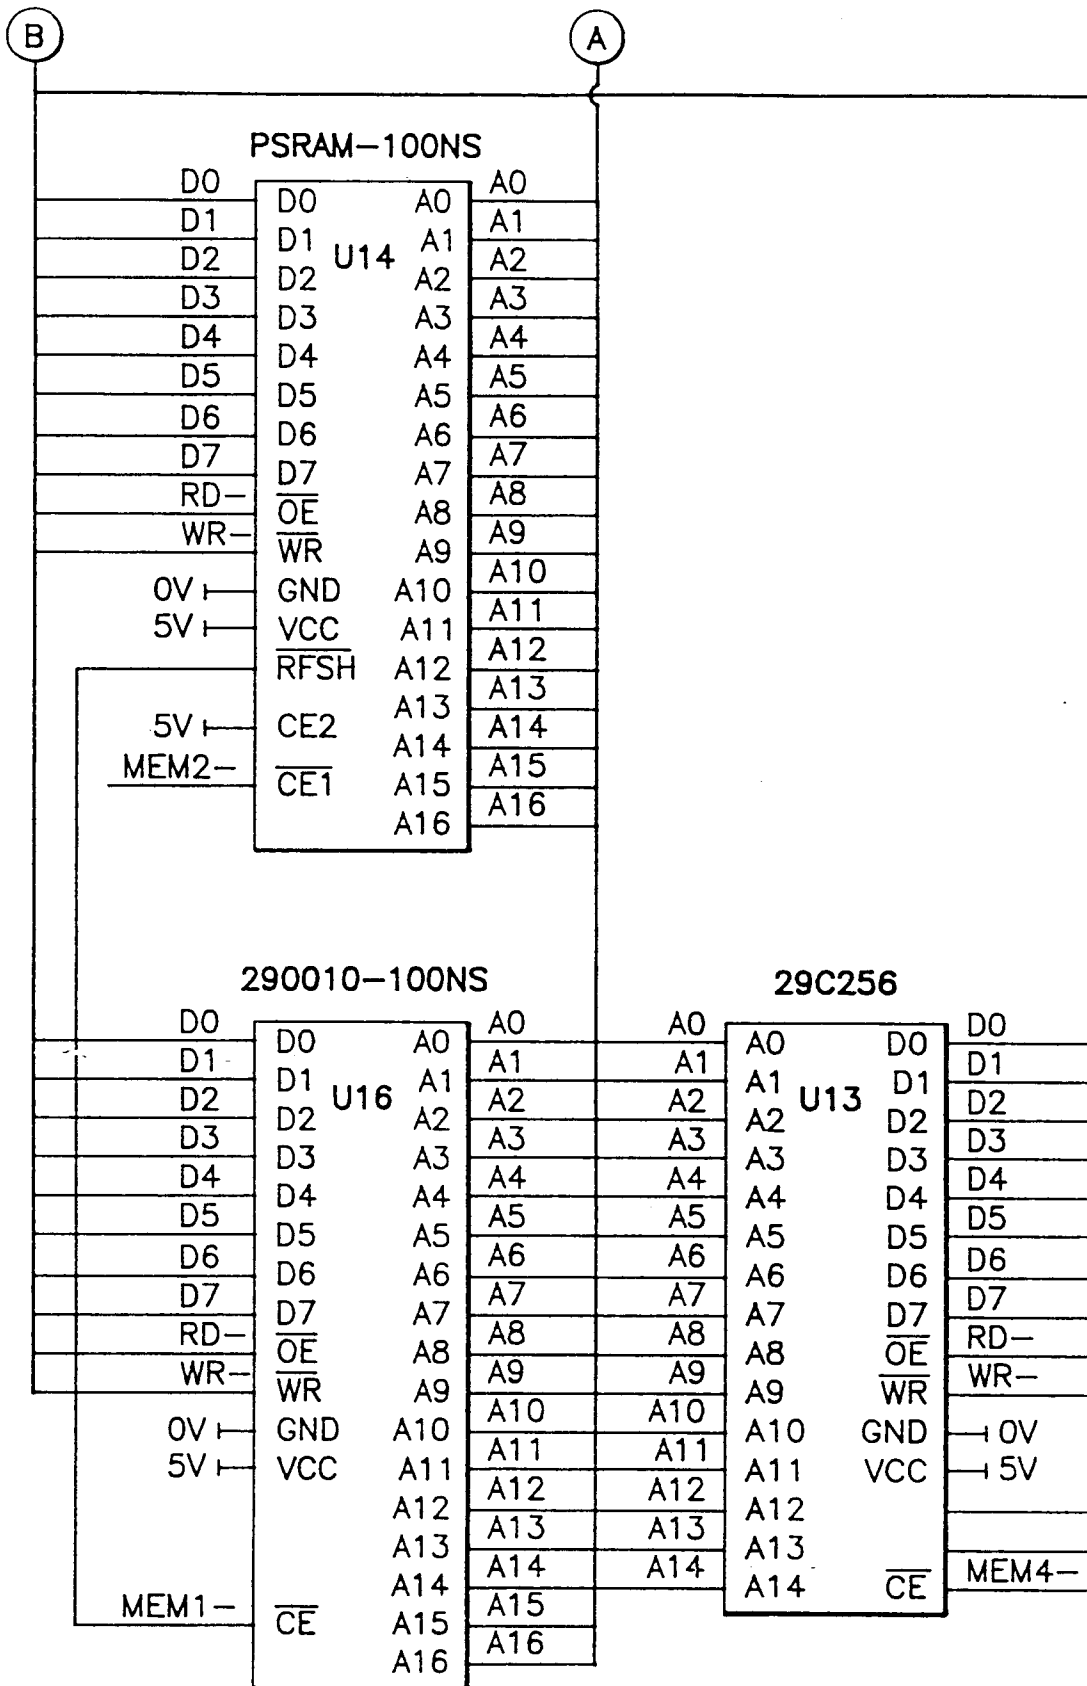 B A
PSRAM-100NS
U14
D0 D0 A0 A0
D1 D1 A1 A1
D2 D2 A2 A2
D3 D3 A3 A3
D4 D4 A4 A4
D5 D5 A5 A5
D6 D6 A6 A6
D7 D7 A7 A7
RD- OE A8 A8
WR- WR A9 A9
0V GND A10 A10
5V VCC A11 A11
RFSH A12 A12
A13 A13
5V CE2 A14 A14
MEM2- CE1 A15 A15
A16 A16
290010-100NS 29C256
U16 U13
D0 D0 A0 A0 A0 A0 D0 D0
D1 D1 A1 A1 A1 A1 D1 D1
D2 D2 A2 A2 A2 A2 D2 D2
D3 D3 A3 A3 A3 A3 D3 D3
D4 D4 A4 A4 A4 A4 D4 D4
D5 D5 A5 A5 A5 A5 D5 D5
D6 D6 A6 A6 A6 A6 D6 D6
D7 D7 A7 A7 A7 A7 D7 D7
RD- OE A8 A8 A8 A8 OE RD-
WR- WR A9 A9 A9 A9 WR WR-
0V GND A10 A10 A10 A10 GND 0V
5V VCC A11 A11 A11 A11 VCC 5V
A12 A12 A12 A12
A13 A13 A13 A13
A14 A14 A14 A14 CE MEM4-
MEM1- CE A15 A15
A16 A16